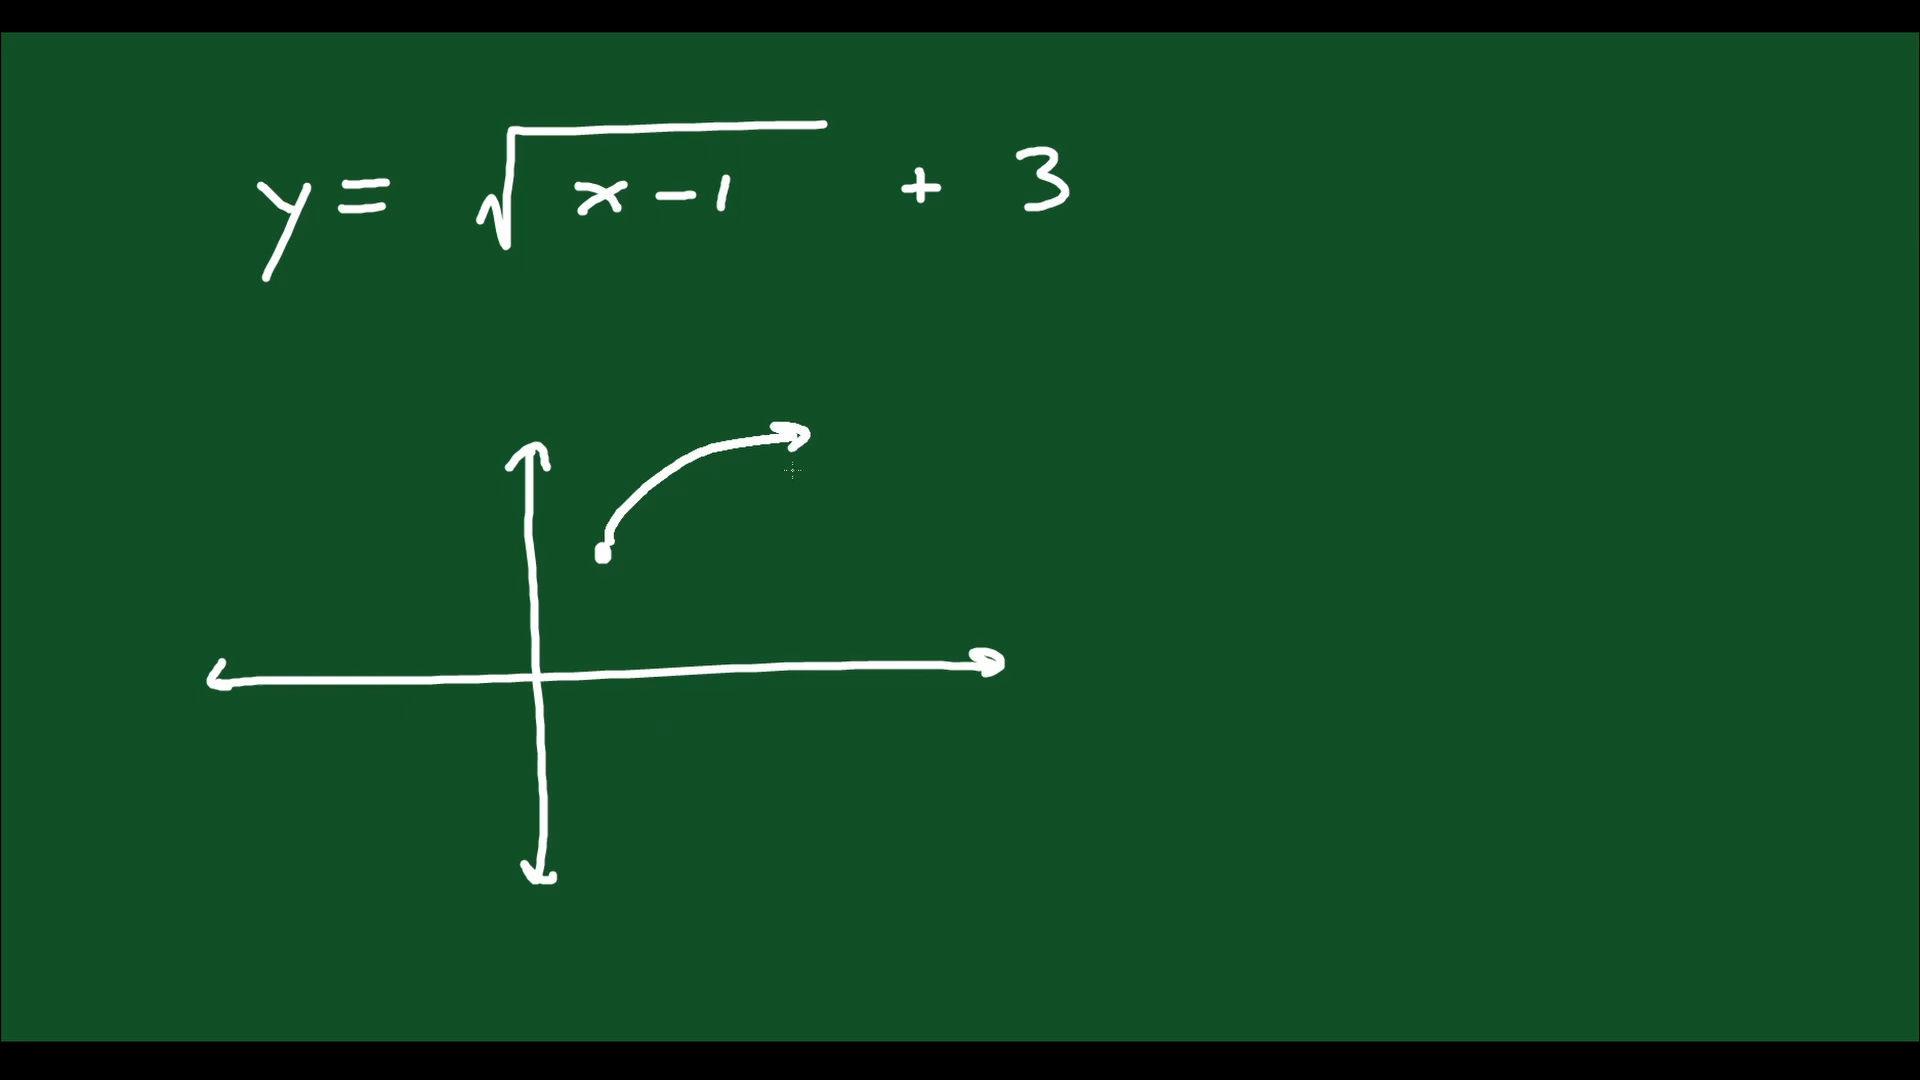 y = √(x - 1) + 3